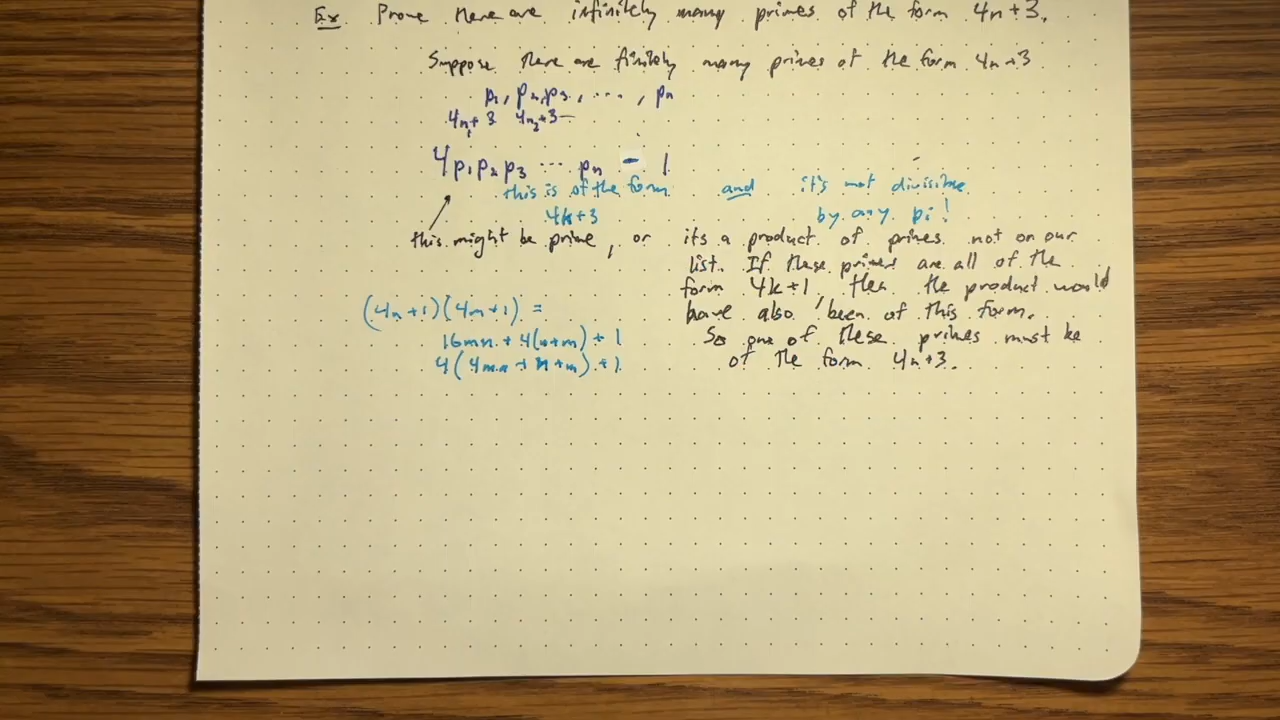 Ex Prove there are infinitely many primes of the form 4n+3.
Suppose there are finitely many primes of the form 4n+3
p₁, p₂, p₃, ..., pₙ
4n₁+3 4n₂+3
4p₁p₂p₃ ... pₙ - 1
this is of the form and it's not divisible
4k+3 by any pᵢ!
this might be prime, or its a product of primes not on our
list. If these primes are all of the
form 4k+1, then the product would
have also been of this form.
So one of these primes must be
of the form 4n+3.
(4n+1)(4m+1) =
16mn + 4(n+m) + 1
4(4mn + n+m) + 1